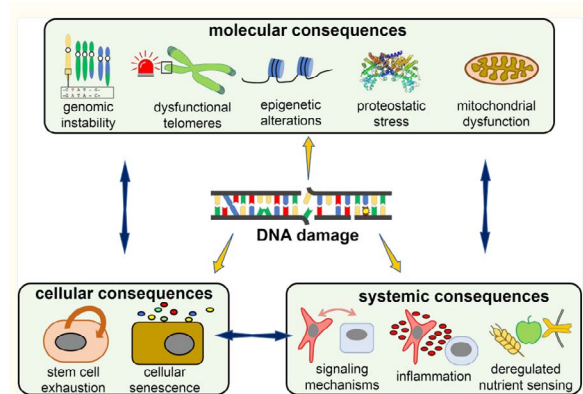 molecular consequences
genomic
instability
dysfunctional
telomeres
epigenetic
alterations
proteostatic
stress
mitochondrial
dysfunction
DNA damage
cellular consequences
stem cell
exhaustion
cellular
senescence
systemic consequences
signaling
mechanisms
inflammation
deregulated
nutrient sensing